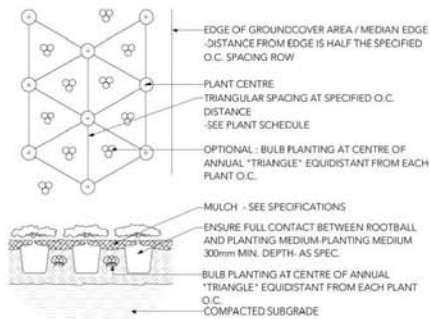 EDGE OF GROUNDCOVER AREA / MEDIAN EDGE
-DISTANCE FROM EDGE IS HALF THE SPECIFIED
O.C. SPACING ROW
PLANT CENTRE
TRIANGULAR SPACING AT SPECIFIED O.C.
DISTANCE
-SEE PLANT SCHEDULE
OPTIONAL : BULB PLANTING AT CENTRE OF
ANNUAL "TRIANGLE" EQUIDISTANT FROM EACH
PLANT O.C.
MULCH - SEE SPECIFICATIONS
ENSURE FULL CONTACT BETWEEN ROOTBALL
AND PLANTING MEDIUM-PLANTING MEDIUM
300mm MIN. DEPTH- AS SPEC.
BULB PLANTING AT CENTRE OF ANNUAL
"TRIANGLE" EQUIDISTANT FROM EACH PLANT
O.C.
COMPACTED SUBGRADE